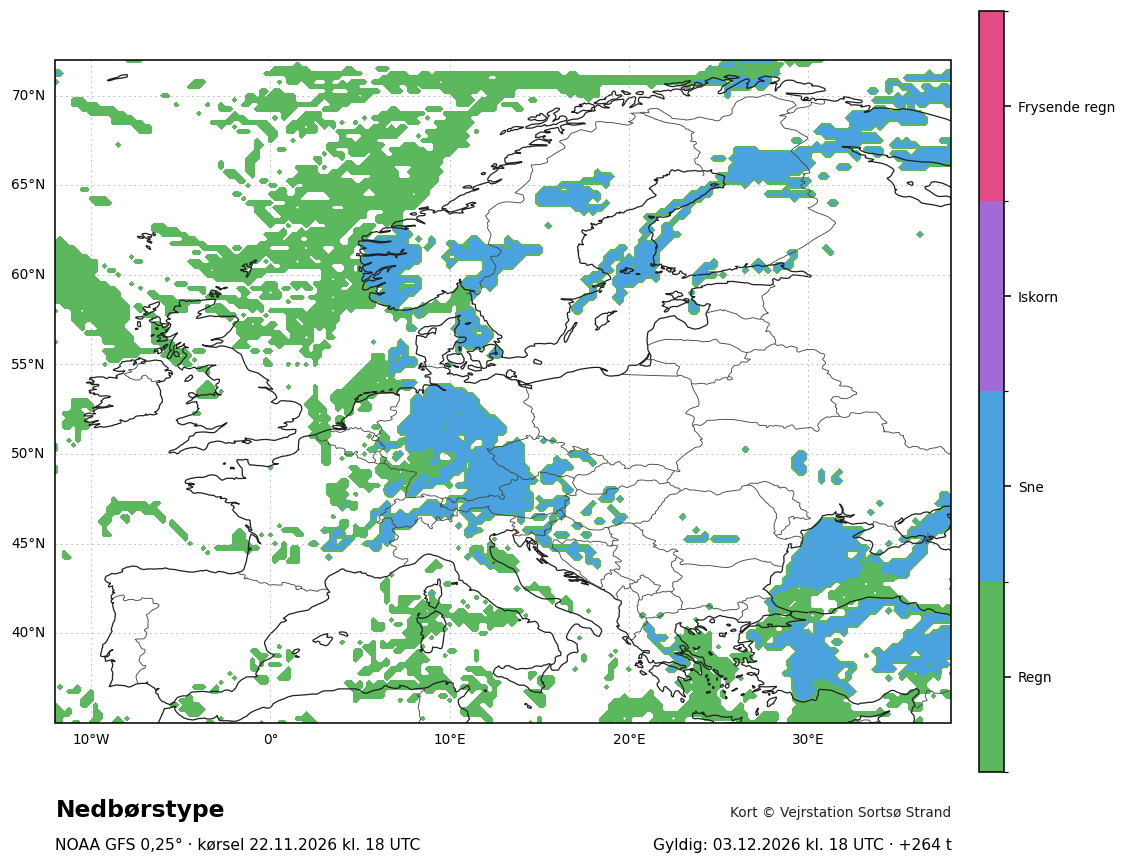 70°N
65°N
60°N
55°N
50°N
45°N
40°N
10°W
0°
10°E
20°E
30°E
Frysende regn
Iskorn
Sne
Regn
Nedbørstype
Kort © Vejrstation Sortsø Strand
NOAA GFS 0,25° · kørsel 22.11.2026 kl. 18 UTC
Gyldig: 03.12.2026 kl. 18 UTC · +264 t